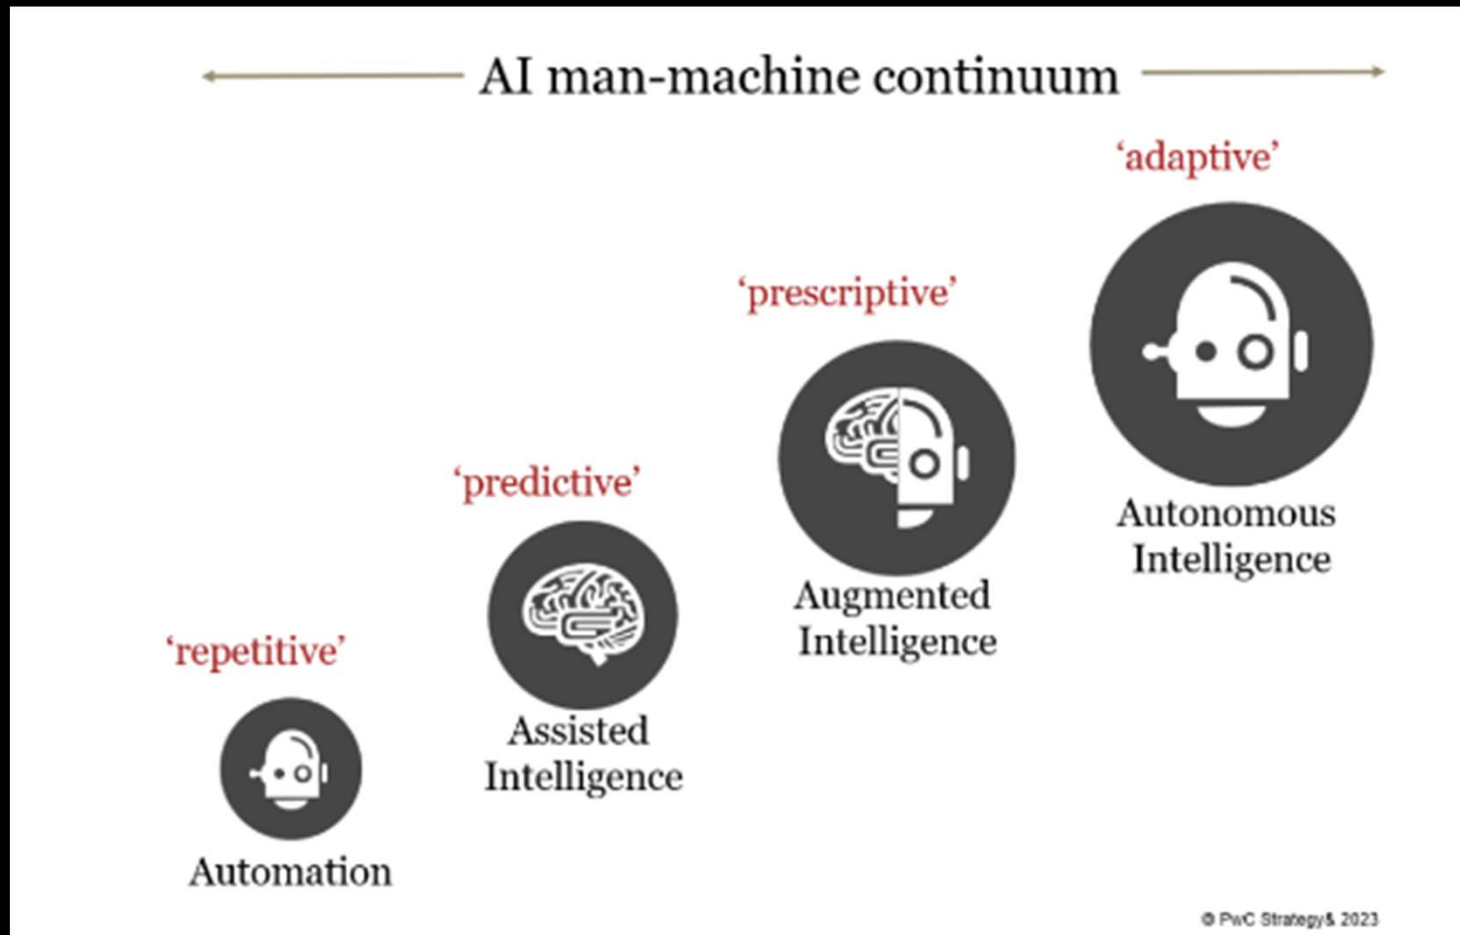 AI man-machine continuum
‘adaptive’
‘prescriptive’
Autonomous
Intelligence
‘predictive’
Augmented
Intelligence
‘repetitive’
Assisted
Intelligence
Automation
© PwC Strategy& 2023